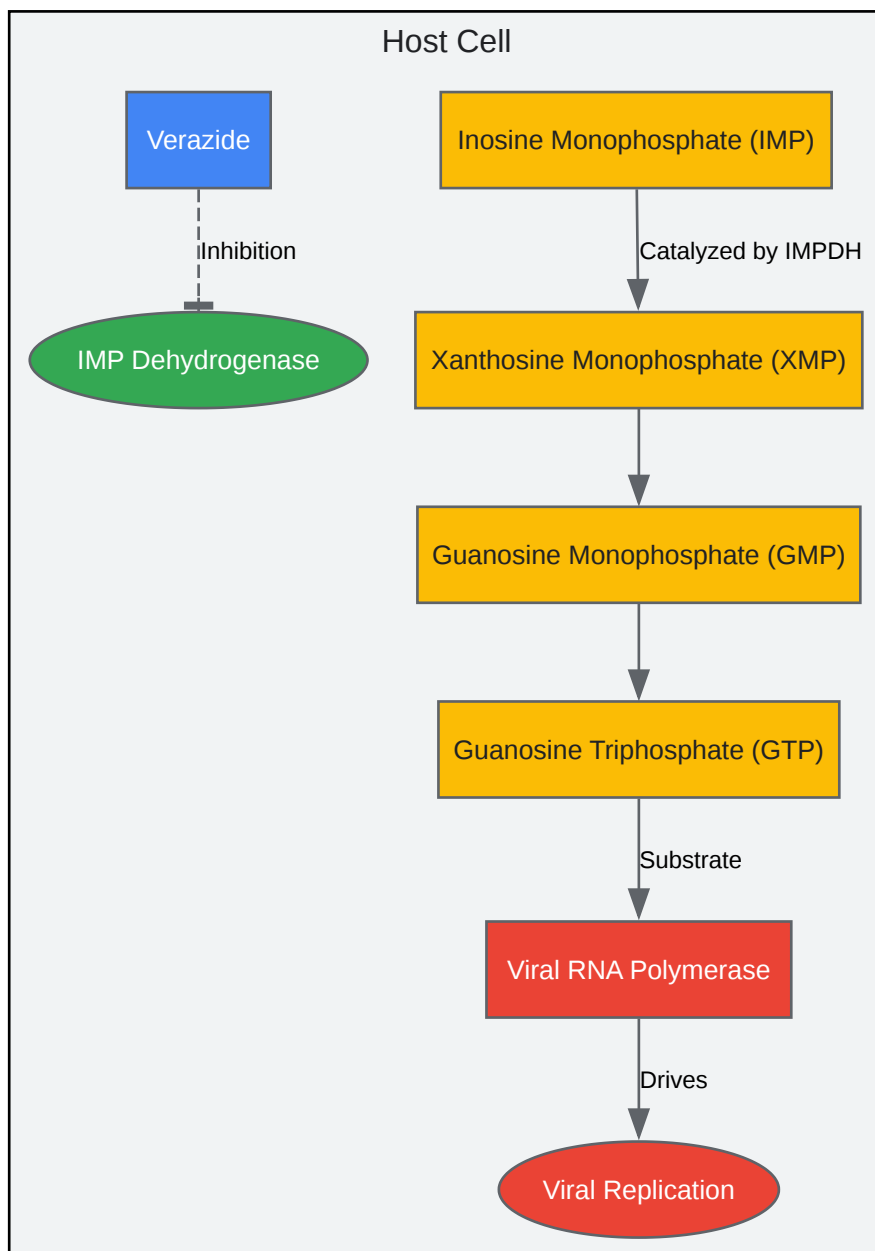 Host Cell
Verazide
Inosine Monophosphate (IMP)
Inhibition
Catalyzed by IMPDH
IMP Dehydrogenase
Xanthosine Monophosphate (XMP)
Guanosine Monophosphate (GMP)
Guanosine Triphosphate (GTP)
Substrate
Viral RNA Polymerase
Drives
Viral Replication